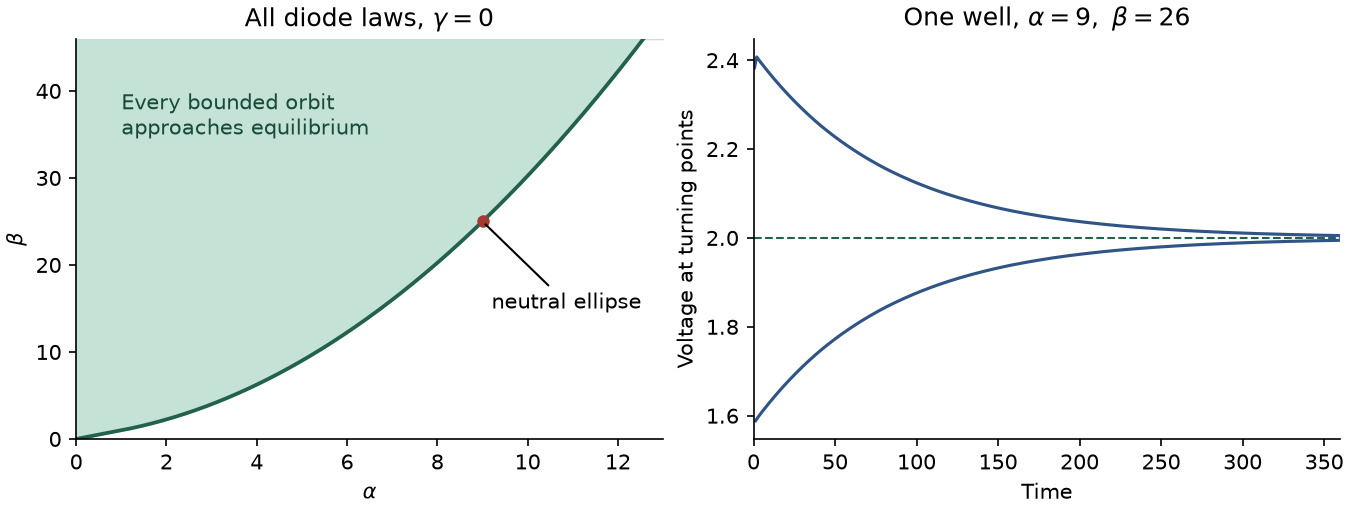 All diode laws, γ = 0
β
40
30
20
10
0
Every bounded orbit
approaches equilibrium
neutral ellipse
0 2 4 6 8 10 12
α
One well, α = 9, β = 26
Voltage at turning points
2.4
2.2
2.0
1.8
1.6
0 50 100 150 200 250 300 350
Time